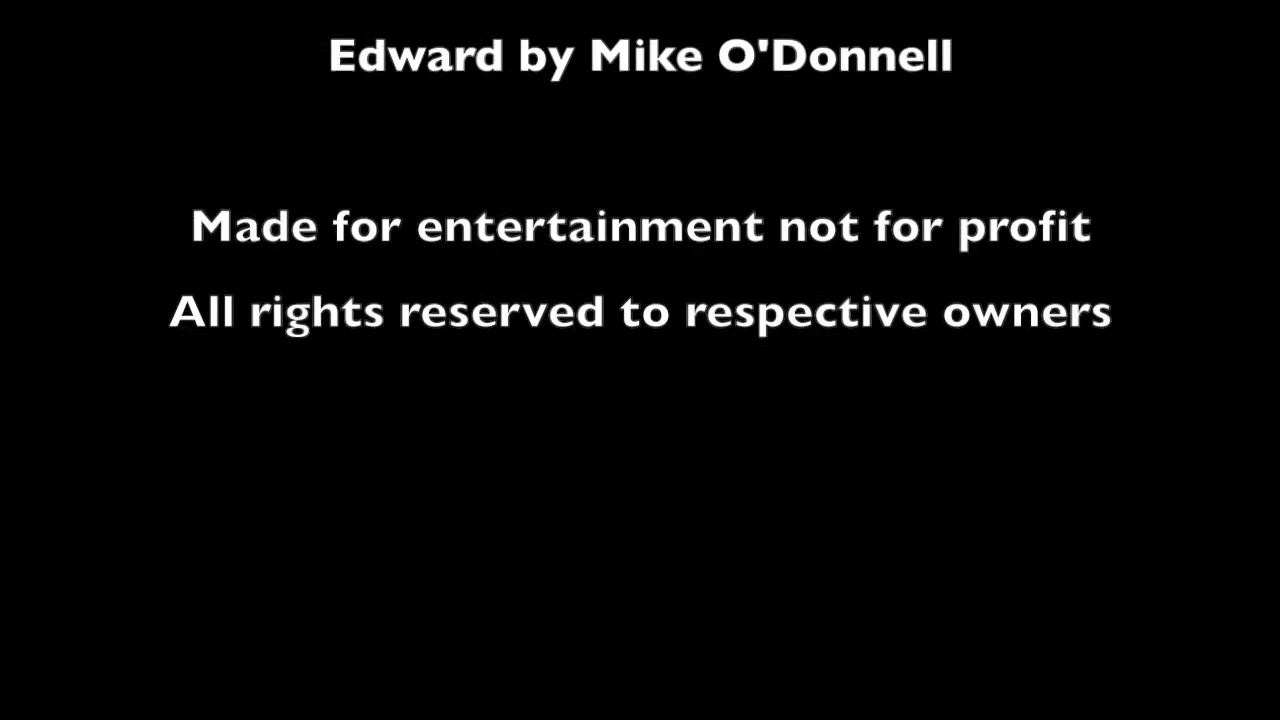 Edward by Mike O'Donnell
Made for entertainment not for profit
All rights reserved to respective owners